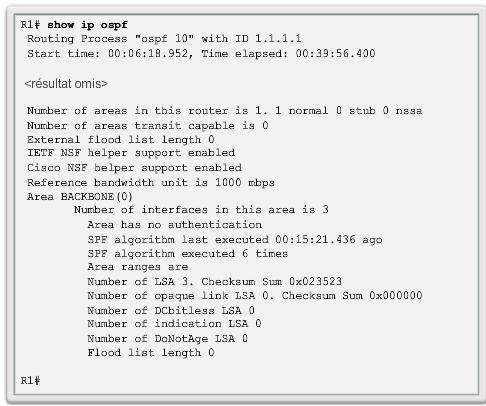 R1# show ip ospf
Routing Process "ospf 10" with ID 1.1.1.1
Start time: 00:06:18.952, Time elapsed: 00:39:56.400
<résultat omis>
Number of areas in this router is 1. 1 normal 0 stub 0 nssa
Number of areas transit capable is 0
External flood list length 0
IETF NSF helper support enabled
Cisco NSF helper support enabled
Reference bandwidth unit is 1000 mbps
Area BACKBONE(0)
Number of interfaces in this area is 3
Area has no authentication
SPF algorithm last executed 00:15:21.436 ago
SPF algorithm executed 6 times
Area ranges are
Number of LSA 3. Checksum Sum 0x023523
Number of opaque link LSA 0. Checksum Sum 0x000000
Number of DCbitless LSA 0
Number of indication LSA 0
Number of DoNotAge LSA 0
Flood list length 0
R1#